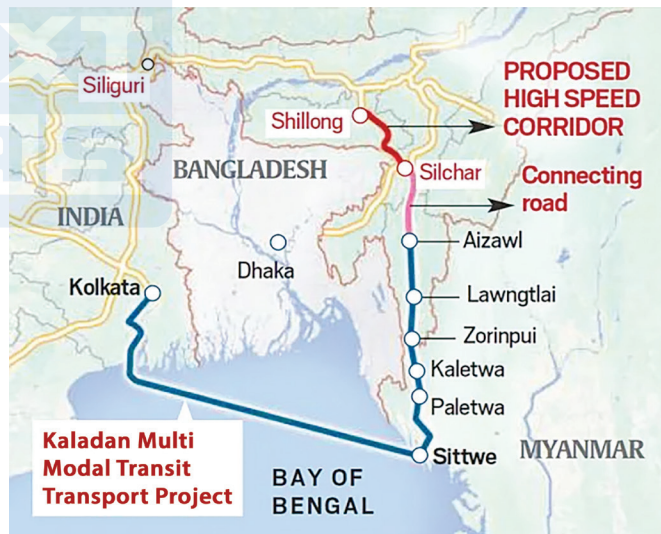 Siliguri
Shillong
PROPOSED
HIGH SPEED
CORRIDOR
BANGLADESH
Silchar
Connecting
road
INDIA
Dhaka
Aizawl
Kolkata
Lawngtlai
Zorinpui
Kaletwa
Paletwa
Kaladan Multi
Modal Transit
Transport Project
Sittwe
MYANMAR
BAY OF
BENGAL